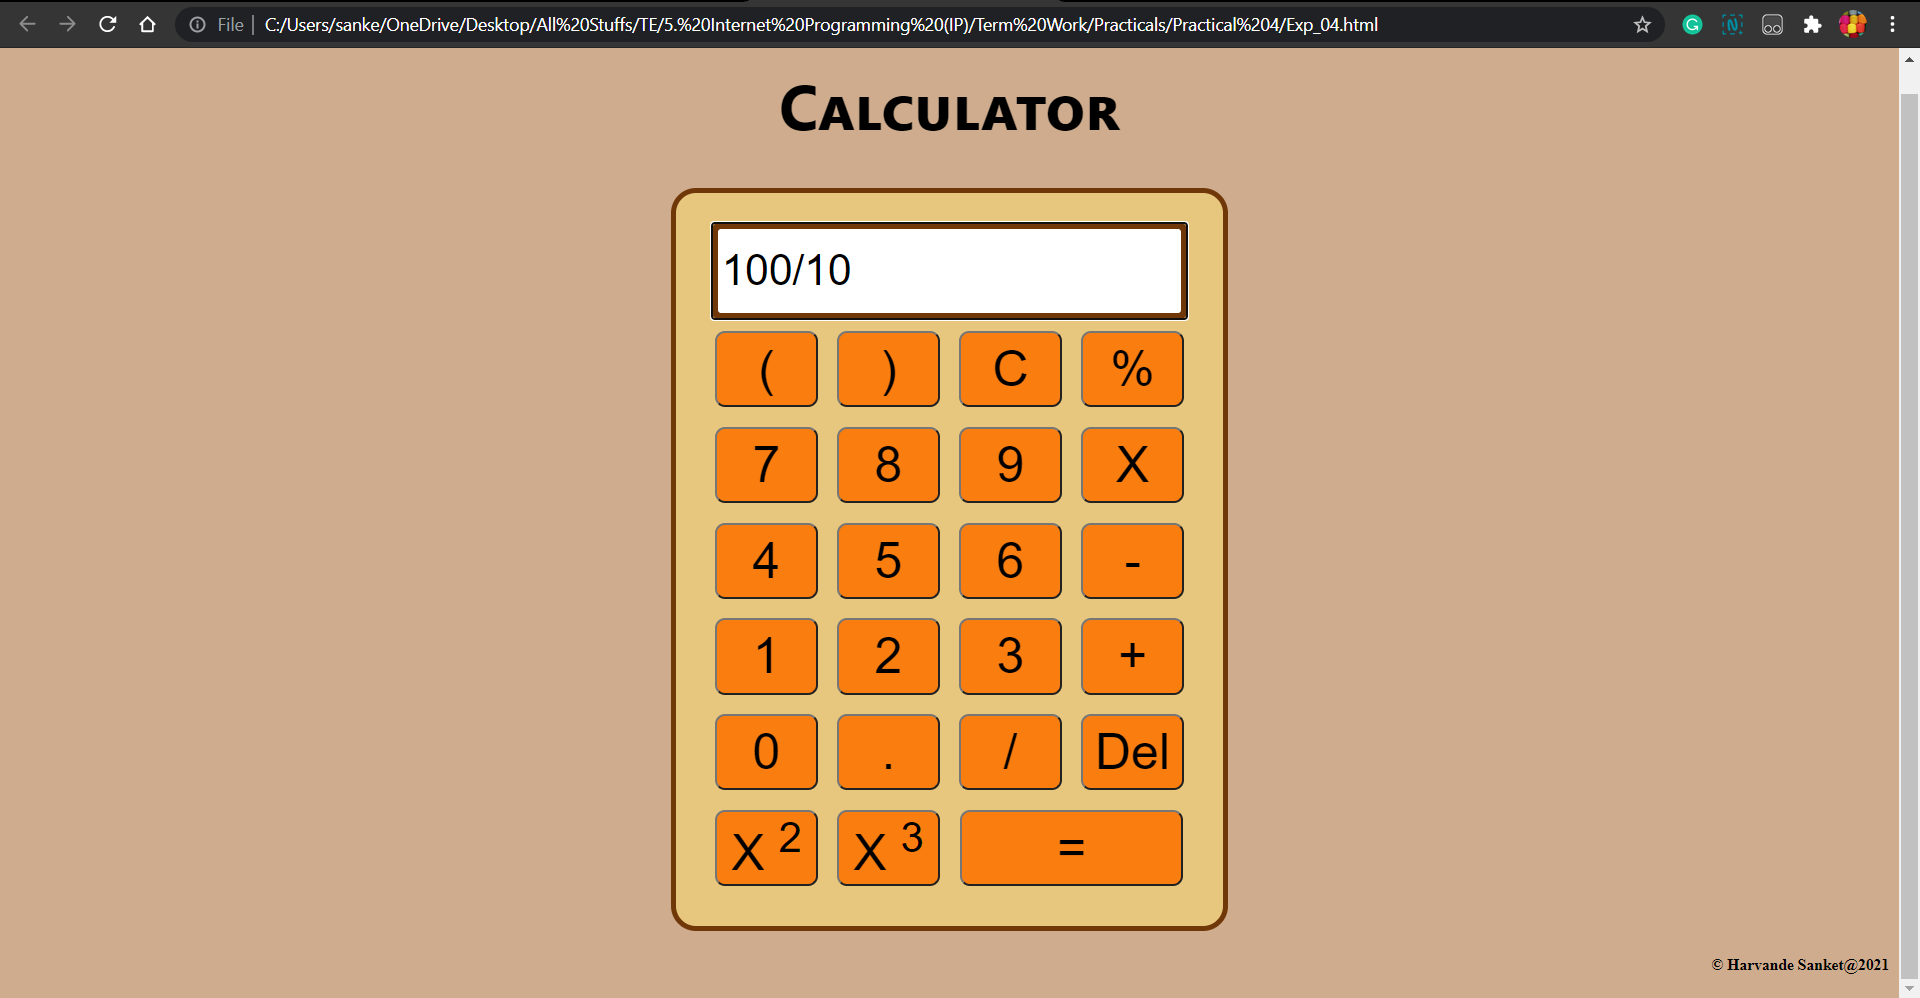 File C:/Users/sanke/OneDrive/Desktop/All%20Stuffs/TE/5.%20Internet%20Programming%20(IP)/Term%20Work/Practicals/Practical%204/Exp_04.html
Calculator
100/10
( ) C %
7 8 9 X
4 5 6 -
1 2 3 +
0 . / Del
X 2 X 3 =
© Harvande Sanket@2021